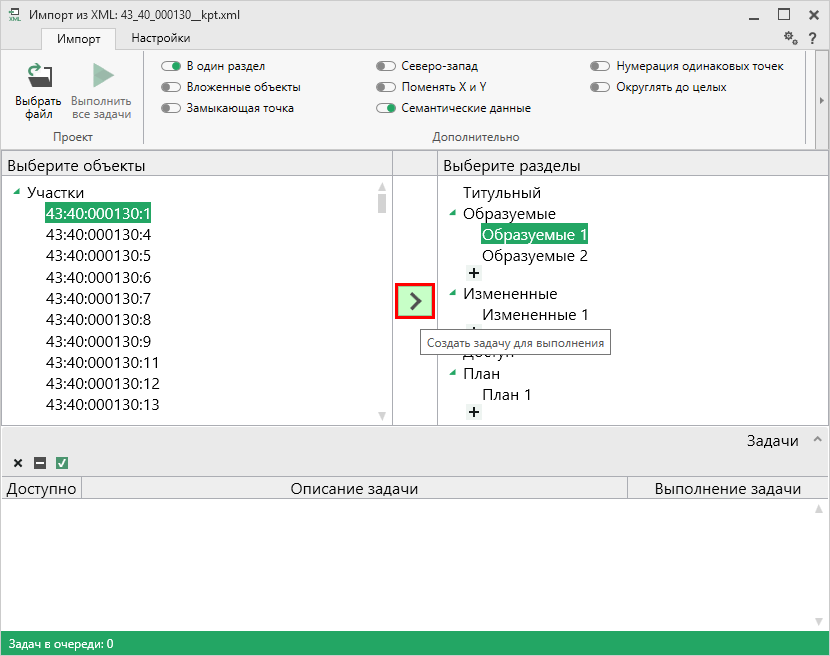 Импорт из XML: 43_40_000130__kpt.xml
Импорт
Настройки
?
Выбрать файл
Выполнить все задачи
Проект
В один раздел
Вложенные объекты
Замыкающая точка
Северо-запад
Поменять X и Y
Семантические данные
Нумерация одинаковых точек
Округлять до целых
Дополнительно
Выберите объекты
Участки
43:40:000130:1
43:40:000130:4
43:40:000130:5
43:40:000130:6
43:40:000130:7
43:40:000130:8
43:40:000130:9
43:40:000130:11
43:40:000130:12
43:40:000130:13
Выберите разделы
Титульный
Образуемые
Образуемые 1
Образуемые 2
+
Измененные
Измененные 1
Создать задачу для выполнения
План
План 1
+
Задачи
Доступно
Описание задачи
Выполнение задачи
Задач в очереди: 0